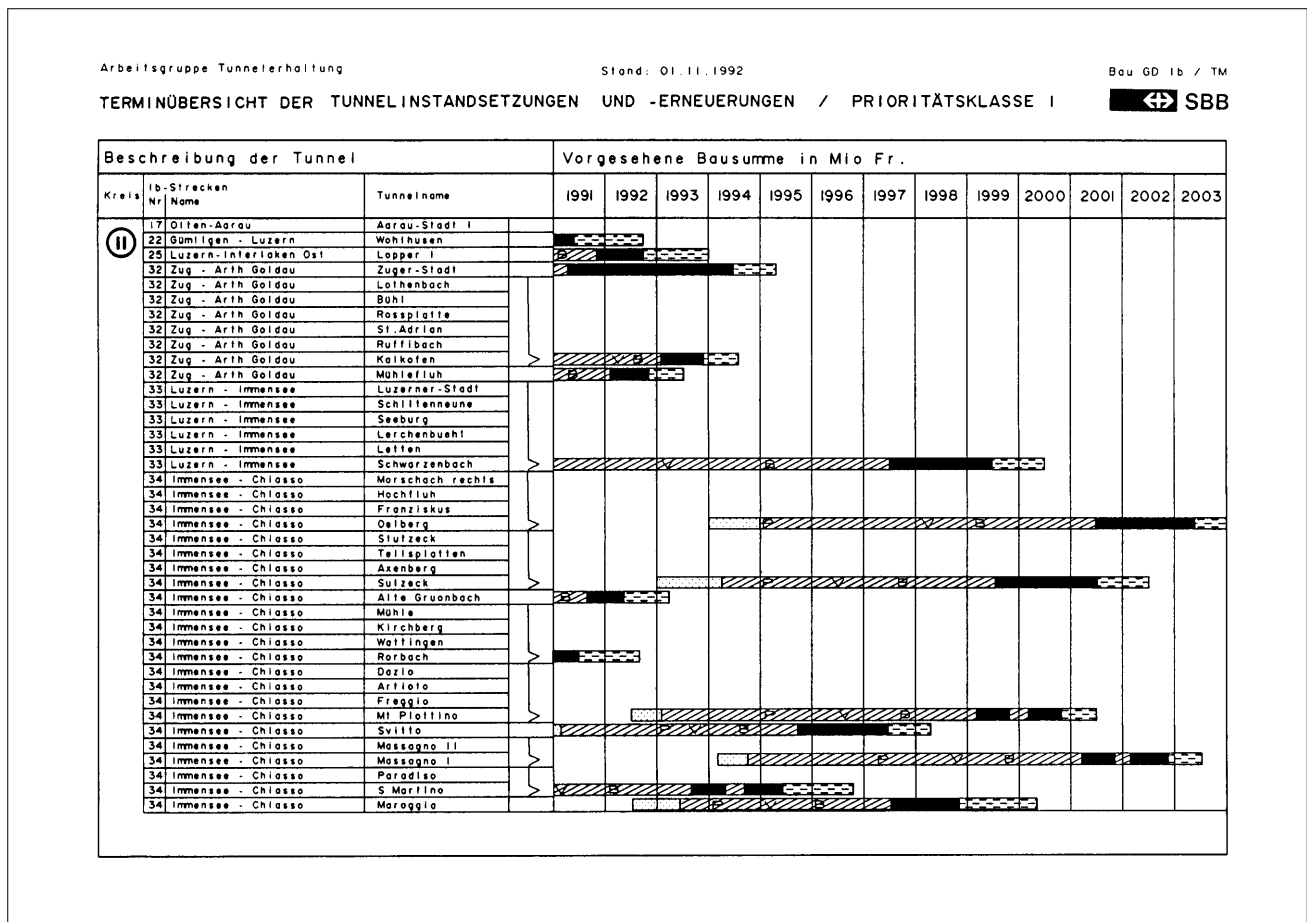 Arbeitsgruppe Tunnelerhaltung Stand: 01.11.1992 Bau GD Ib / TM
TERMINÜBERSICHT DER TUNNELINSTANDSETZUNGEN UND -ERNEUERUNGEN / PRIORITÄTSKLASSE I SBB
Beschreibung der Tunnel Vorgesehene Bausumme in Mio Fr.
Kreis Ib-Strecken Nr Name Tunnelname 1991 1992 1993 1994 1995 1996 1997 1998 1999 2000 2001 2002 2003
II 17 Olten-Aarau Aarau-Stadt I
22 Gümligen - Luzern Wohlhusen
25 Luzern-Interlaken Ost Lopper I B
32 Zug - Arth Goldau Zuger-Stadt
32 Zug - Arth Goldau Lothenbach
32 Zug - Arth Goldau Bühl
32 Zug - Arth Goldau Rossplatte
32 Zug - Arth Goldau St.Adrian
32 Zug - Arth Goldau Ruffibach
32 Zug - Arth Goldau Kalkofen V B
32 Zug - Arth Goldau Mühlefluh B
33 Luzern - Immensee Luzerner-Stadt
33 Luzern - Immensee Schiltenneune
33 Luzern - Immensee Seeburg
33 Luzern - Immensee Lerchenbuehl
33 Luzern - Immensee Letten
33 Luzern - Immensee Schwarzenbach V B
34 Immensee - Chiasso Morschach rechts
34 Immensee - Chiasso Hochfluh
34 Immensee - Chiasso Franziskus
34 Immensee - Chiasso Oelberg P V B
34 Immensee - Chiasso Stutzeck
34 Immensee - Chiasso Tellsplatten
34 Immensee - Chiasso Axenberg
34 Immensee - Chiasso Sulzeck P V B
34 Immensee - Chiasso Alte Gruonbach B
34 Immensee - Chiasso Mühle
34 Immensee - Chiasso Kirchberg
34 Immensee - Chiasso Wattingen
34 Immensee - Chiasso Rorbach
34 Immensee - Chiasso Dazio
34 Immensee - Chiasso Artioto
34 Immensee - Chiasso Freggio
34 Immensee - Chiasso Mt Piottino P V B
34 Immensee - Chiasso Svitto P V B
34 Immensee - Chiasso Massagno II
34 Immensee - Chiasso Massagno I P V B
34 Immensee - Chiasso Paradiso
34 Immensee - Chiasso S Martino V B
34 Immensee - Chiasso Maroggia P V B